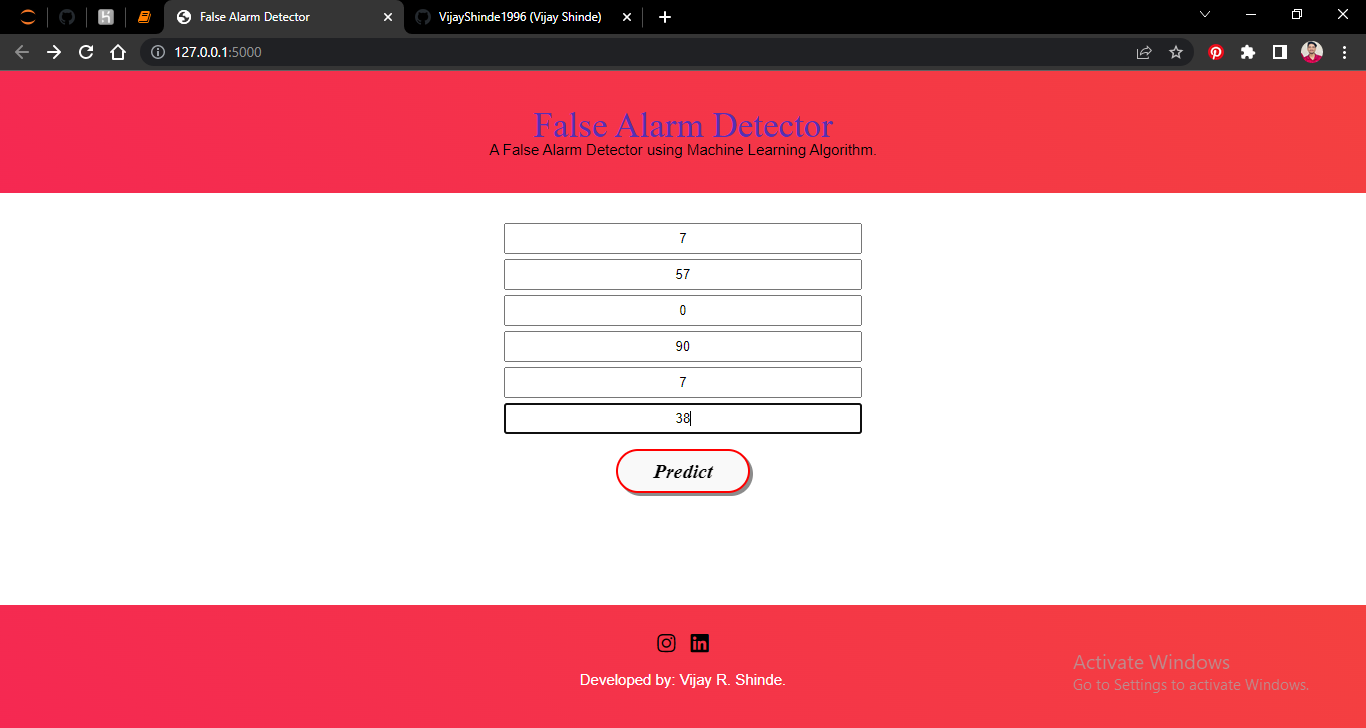 False Alarm Detector
VijayShinde1996 (Vijay Shinde)
127.0.0.1:5000
False Alarm Detector
A False Alarm Detector using Machine Learning Algorithm.
7
57
0
90
7
38
Predict
Developed by: Vijay R. Shinde.
Activate Windows
Go to Settings to activate Windows.